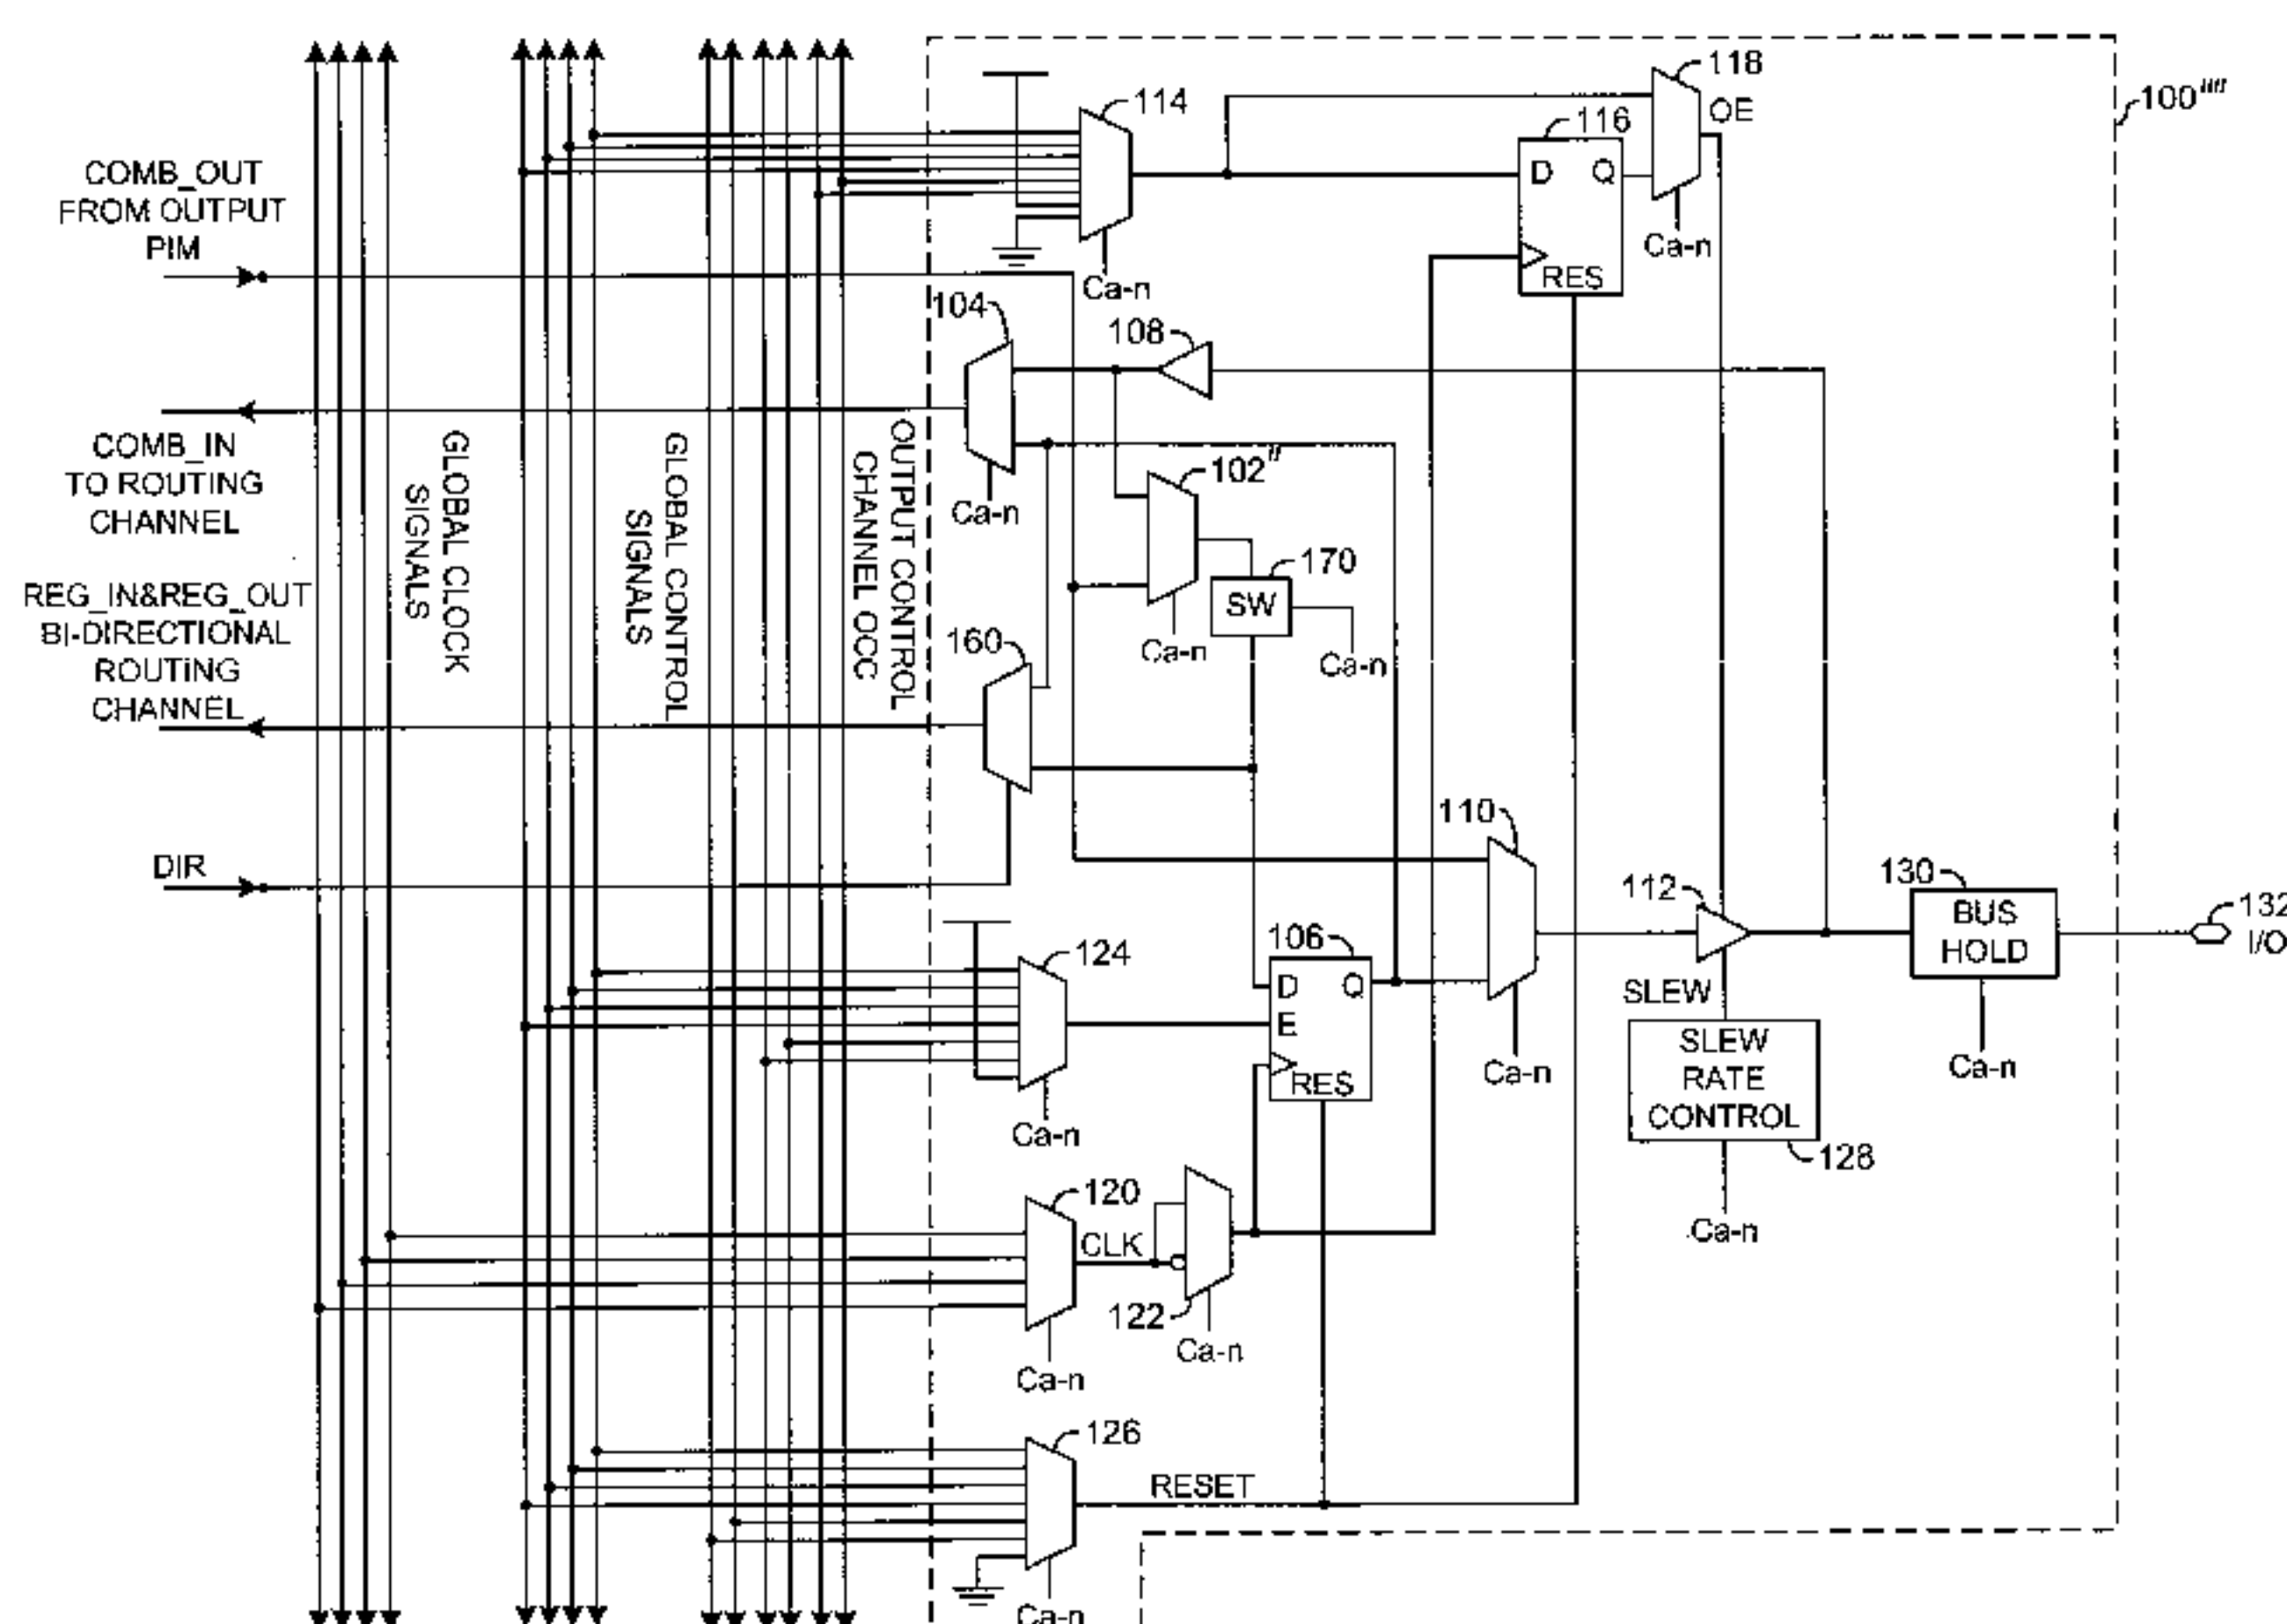 118
OE
100""
114
116
D
Q
RES
Ca-n
Ca-n
COMB_OUT
FROM OUTPUT
PIM
104
108
COMB_IN
TO ROUTING
CHANNEL
GLOBAL CLOCK
SIGNALS
GLOBAL CONTROL
SIGNALS
OUTPUT CONTROL
CHANNEL OCC
Ca-n
102"
170
SW
Ca-n
Ca-n
REG_IN&REG_OUT
BI-DIRECTIONAL
ROUTING
CHANNEL
160
110
DIR
112
130
BUS
HOLD
132
I/O
124
106
D
Q
E
RES
Ca-n
Ca-n
SLEW
SLEW
RATE
CONTROL
128
Ca-n
Ca-n
120
CLK
122
Ca-n
Ca-n
126
RESET
Ca-n